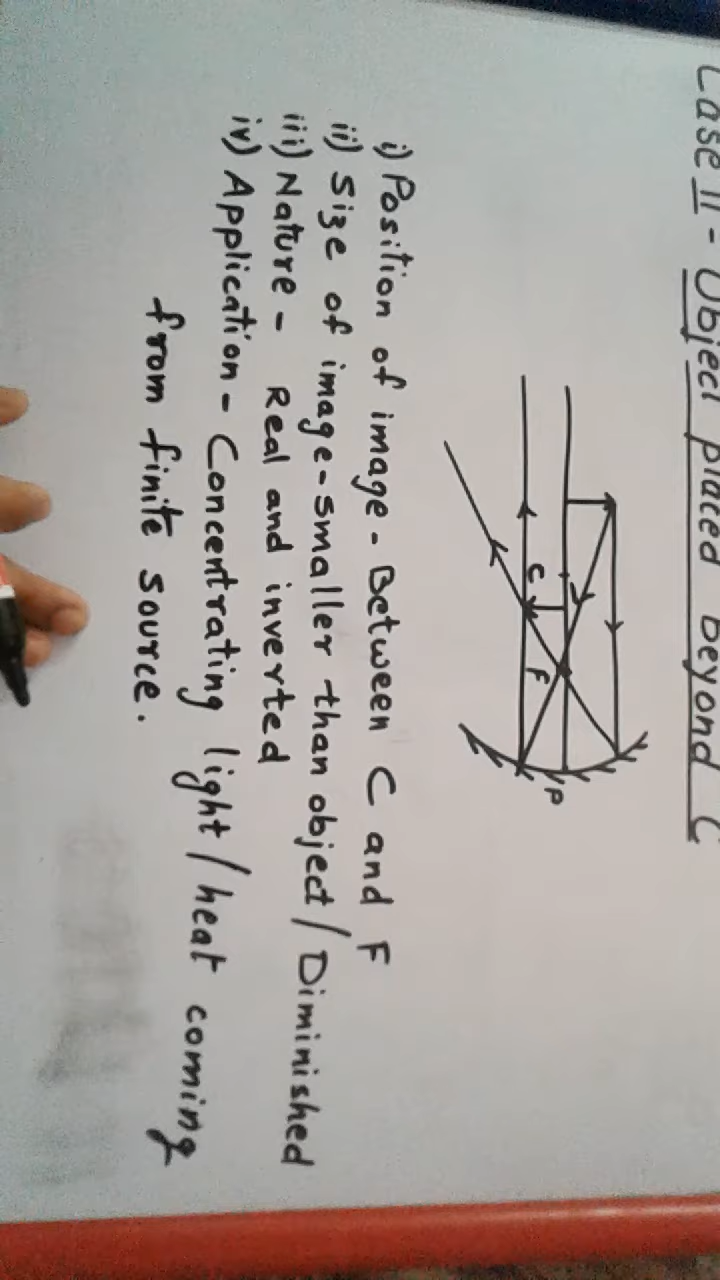 Case II - Object placed Beyond C
C
F
P
i) Position of image - Between C and F
ii) Size of image - smaller than object / Diminished
iii) Nature - Real and inverted
iv) Application - Concentrating light / heat coming
from finite source.